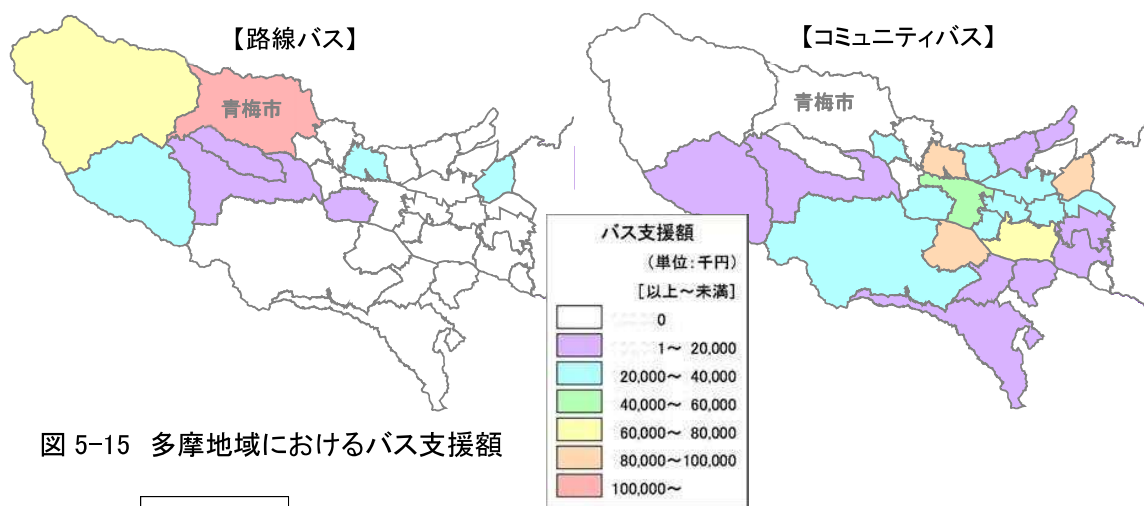 【路線バス】
【コミュニティバス】
青梅市
青梅市
バス支援額
(単位:千円)
[以上～未満]
0
1～ 20,000
20,000～ 40,000
40,000～ 60,000
60,000～ 80,000
80,000～100,000
100,000～
図 5-15 多摩地域におけるバス支援額